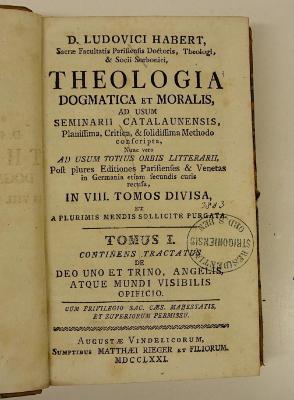 D. LUDOVICI HABERT,
Sacræ Facultatis Parisiensis Doctoris, Theologi,
& Socii Sorbonici,
THEOLOGIA
DOGMATICA ET MORALIS,
AD USUM
SEMINARII CATALAUNENSIS,
Planissima, Critica, & solidissima Methodo
conscripta,
Nunc vero
AD USUM TOTIUS ORBIS LITTERARII,
Post plures Editiones Parisienses & Venetas
in Germania etiam secundis curis
recusa,
IN VIII. TOMOS DIVISA,
ET
A PLURIMIS MENDIS SOLLICITE PURGATA.
TOMUS I.
CONTINENS TRACTATUS
DE
DEO UNO ET TRINO, ANGELIS,
ATQUE MUNDI VISIBILIS
OPIFICIO.
CUM PRIVILEGIO SAC. CÆS. MAJESTATIS,
ET SUPERIORUM PERMISSU.
AUGUSTÆ VINDELICORUM,
SUMPTIBUS MATTHÆI RIEGER ET FILIORUM.
MDCCLXXI.
RESIDENTIÆ
STRIGONIENSIS
ORD. S. BEN.